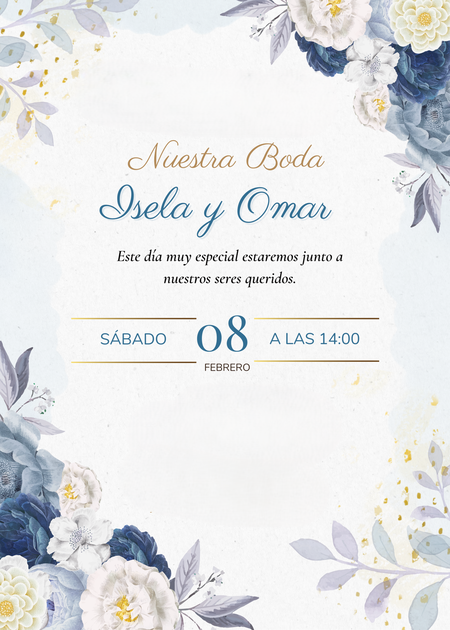 Nuestra Boda
Isela y Omar
Este día muy especial estaremos junto a
nuestros seres queridos.
SÁBADO 08 A LAS 14:00
FEBRERO